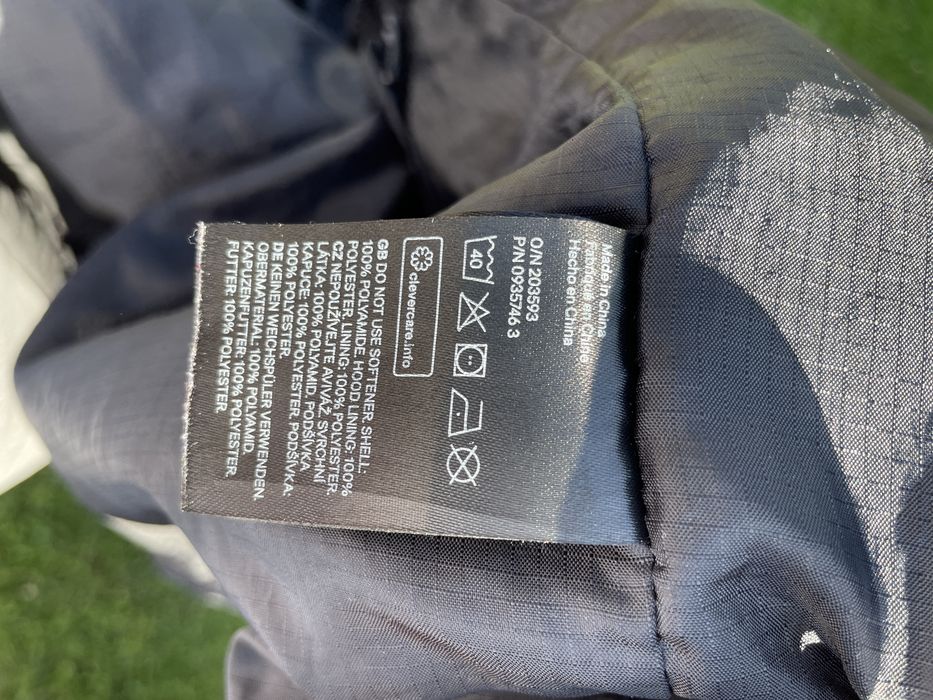 Made in China
Fabriqué en Chine
Hecho en China
O/N 203593
P/N 0935746 3
40
clevercare.info
GB DO NOT USE SOFTENER. SHELL:
100% POLYAMIDE. HOOD LINING: 100%
POLYESTER. LINING: 100% POLYESTER.
CZ NEPOUŽÍVEJTE AVIVÁŽ. SVRCHNÍ
LÁTKA: 100% POLYAMID. PODŠÍVKA
KAPUCE: 100% POLYESTER. PODŠÍVKA:
100% POLYESTER.
DE KEINEN WEICHSPÜLER VERWENDEN.
OBERMATERIAL: 100% POLYAMID.
KAPUZENFUTTER: 100% POLYESTER.
FUTTER: 100% POLYESTER.